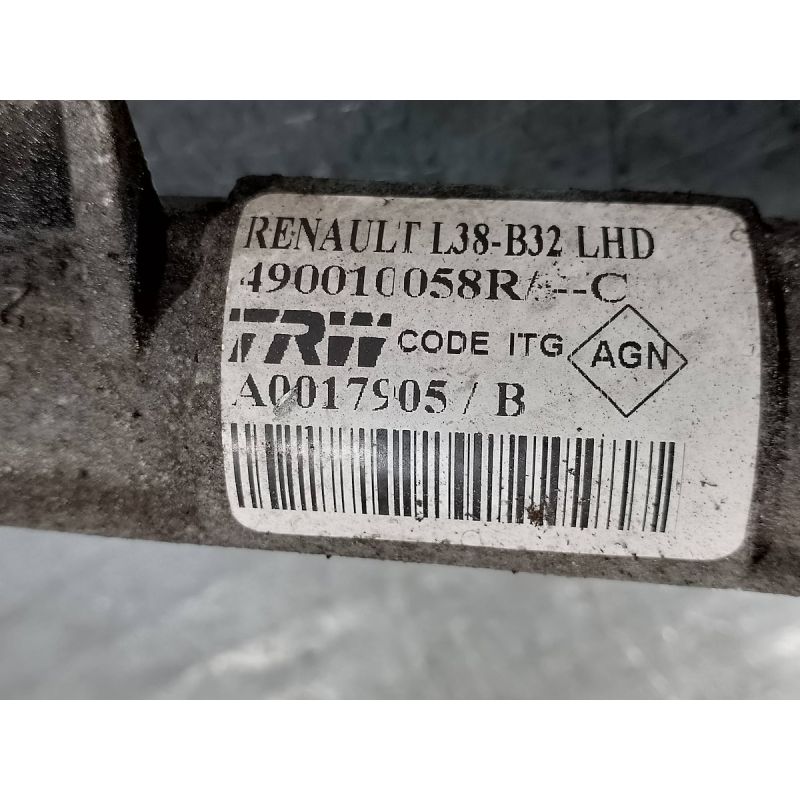 RENAULT L38-B32 LHD
490010058R/---C
TRW CODE ITG AGN
A0017905 / B